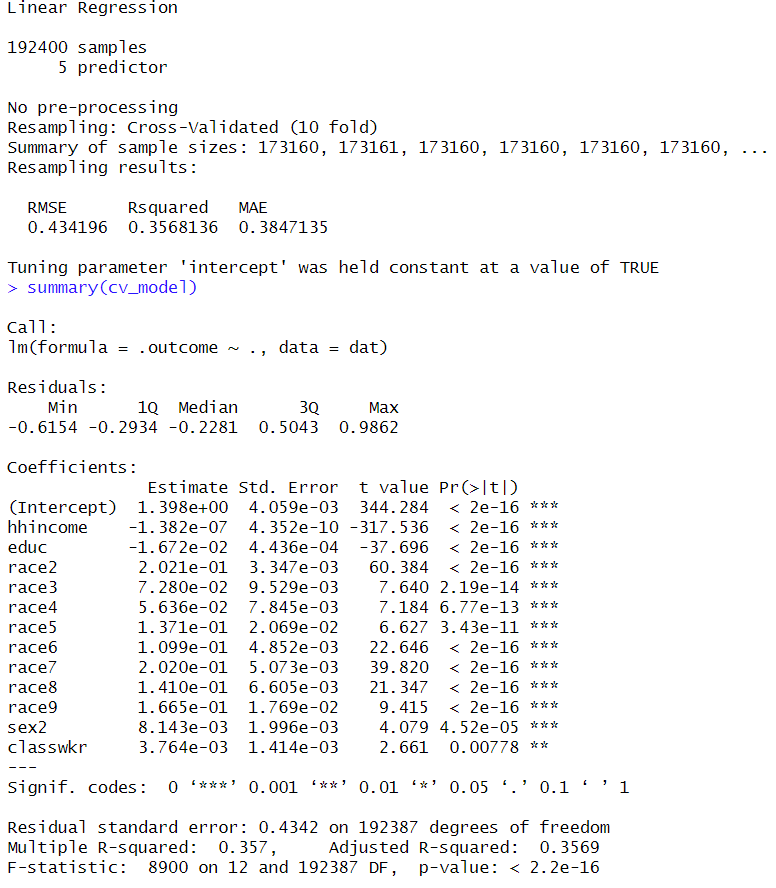 Linear Regression

192400 samples
     5 predictor

No pre-processing
Resampling: Cross-Validated (10 fold)
Summary of sample sizes: 173160, 173161, 173160, 173160, 173160, 173160, ...
Resampling results:

  RMSE      Rsquared   MAE
  0.434196  0.3568136  0.3847135

Tuning parameter 'intercept' was held constant at a value of TRUE
> summary(cv_model)

Call:
lm(formula = .outcome ~ ., data = dat)

Residuals:
    Min      1Q  Median      3Q     Max
-0.6154 -0.2934 -0.2281  0.5043  0.9862

Coefficients:
              Estimate Std. Error  t value Pr(>|t|)
(Intercept)  1.398e+00  4.059e-03  344.284  < 2e-16 ***
hhincome    -1.382e-07  4.352e-10 -317.536  < 2e-16 ***
educ        -1.672e-02  4.436e-04  -37.696  < 2e-16 ***
race2        2.021e-01  3.347e-03   60.384  < 2e-16 ***
race3        7.280e-02  9.529e-03    7.640 2.19e-14 ***
race4        5.636e-02  7.845e-03    7.184 6.77e-13 ***
race5        1.371e-01  2.069e-02    6.627 3.43e-11 ***
race6        1.099e-01  4.852e-03   22.646  < 2e-16 ***
race7        2.020e-01  5.073e-03   39.820  < 2e-16 ***
race8        1.410e-01  6.605e-03   21.347  < 2e-16 ***
race9        1.665e-01  1.769e-02    9.415  < 2e-16 ***
sex2         8.143e-03  1.996e-03    4.079 4.52e-05 ***
classwkr     3.764e-03  1.414e-03    2.661  0.00778 **
---
Signif. codes:  0 ‘***’ 0.001 ‘**’ 0.01 ‘*’ 0.05 ‘.’ 0.1 ‘ ’ 1

Residual standard error: 0.4342 on 192387 degrees of freedom
Multiple R-squared:  0.357,     Adjusted R-squared:  0.3569
F-statistic:  8900 on 12 and 192387 DF,  p-value: < 2.2e-16